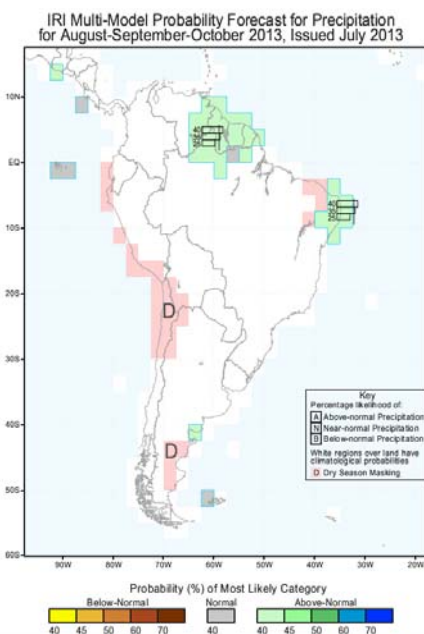 IRI Multi-Model Probability Forecast for Precipitation
for August-September-October 2013, Issued July 2013
10N
EQ
10S
20S
30S
40S
50S
60S
D
D
40
40
Key
Percentage likelihood of:
A Above-normal Precipitation
N Near-normal Precipitation
B Below-normal Precipitation
White regions over land have
climatological probabilities
D Dry Season Masking
90W 80W 70W 60W 50W 40W 30W 20W
Probability (%) of Most Likely Category
Below-Normal Normal Above-Normal
40 45 50 60 70 40 40 45 50 60 70